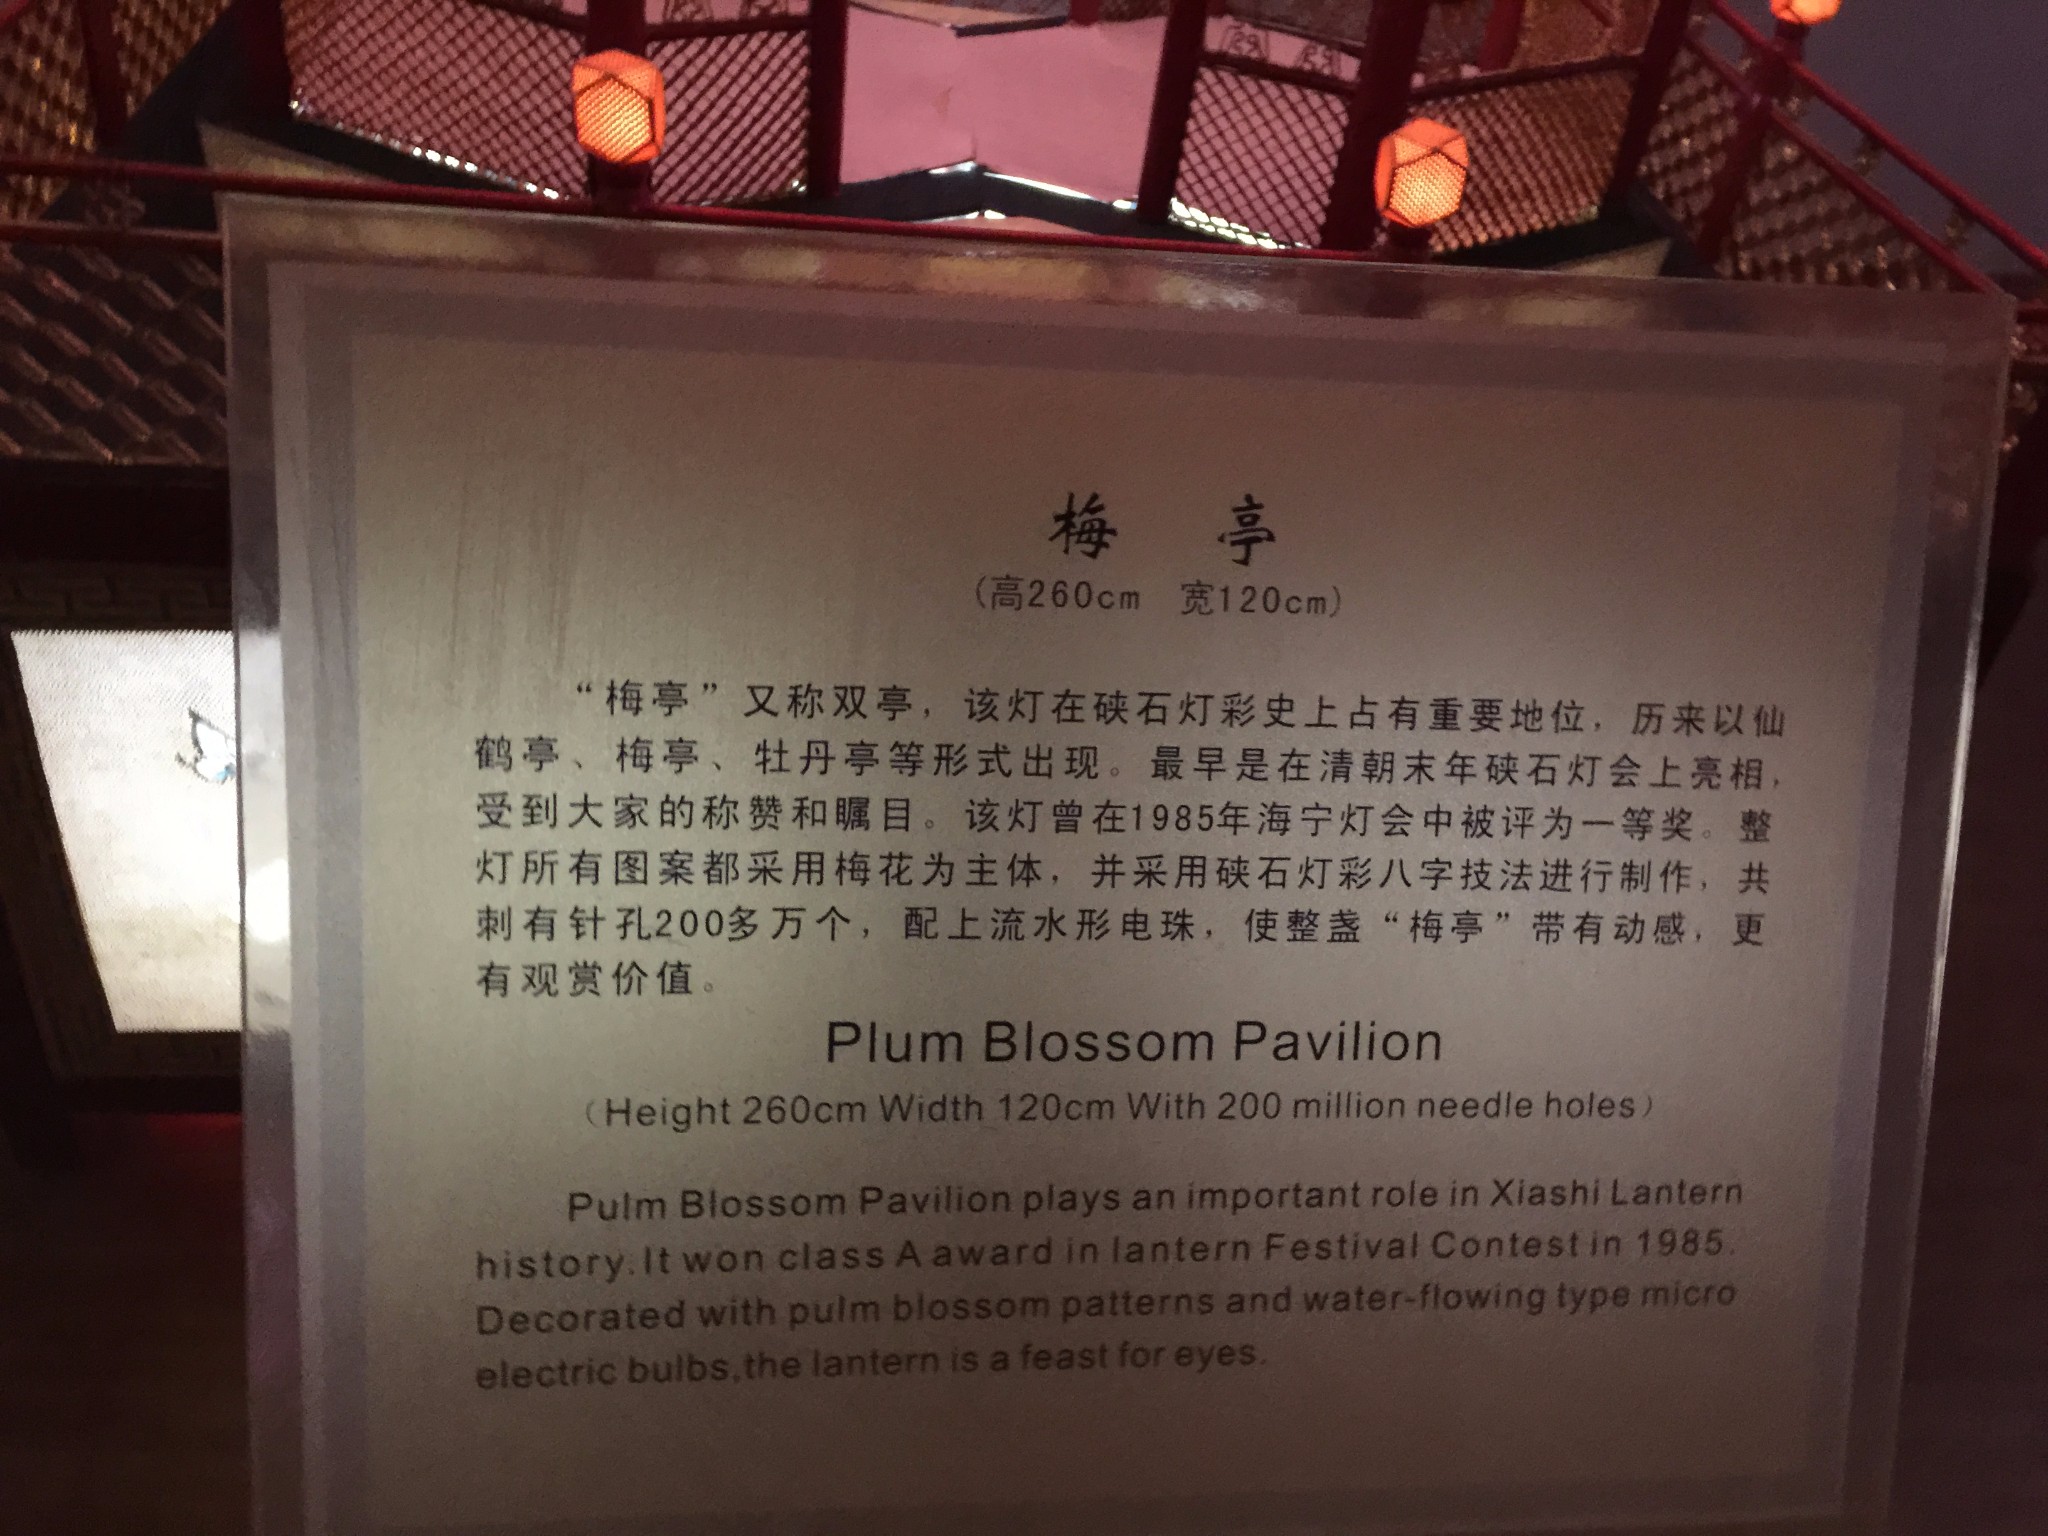 梅 亭
(高260cm 宽120cm)
“梅亭”又称双亭，该灯在硖石灯彩史上占有重要地位，历来以仙
鹤亭、梅亭、牡丹亭等形式出现。最早是在清朝末年硖石灯会上亮相，
受到大家的称赞和瞩目。该灯曾在1985年海宁灯会中被评为一等奖。整
灯所有图案都采用梅花为主体，并采用硖石灯彩八字技法进行制作，共
刺有针孔200多万个，配上流水形电珠，使整盏“梅亭”带有动感，更
有观赏价值。
Plum Blossom Pavilion
（Height 260cm Width 120cm With 200 million needle holes）
Pulm Blossom Pavilion plays an important role in Xiashi Lantern
history.It won class A award in lantern Festival Contest in 1985.
Decorated with pulm blossom patterns and water-flowing type micro
electric bulbs,the lantern is a feast for eyes.